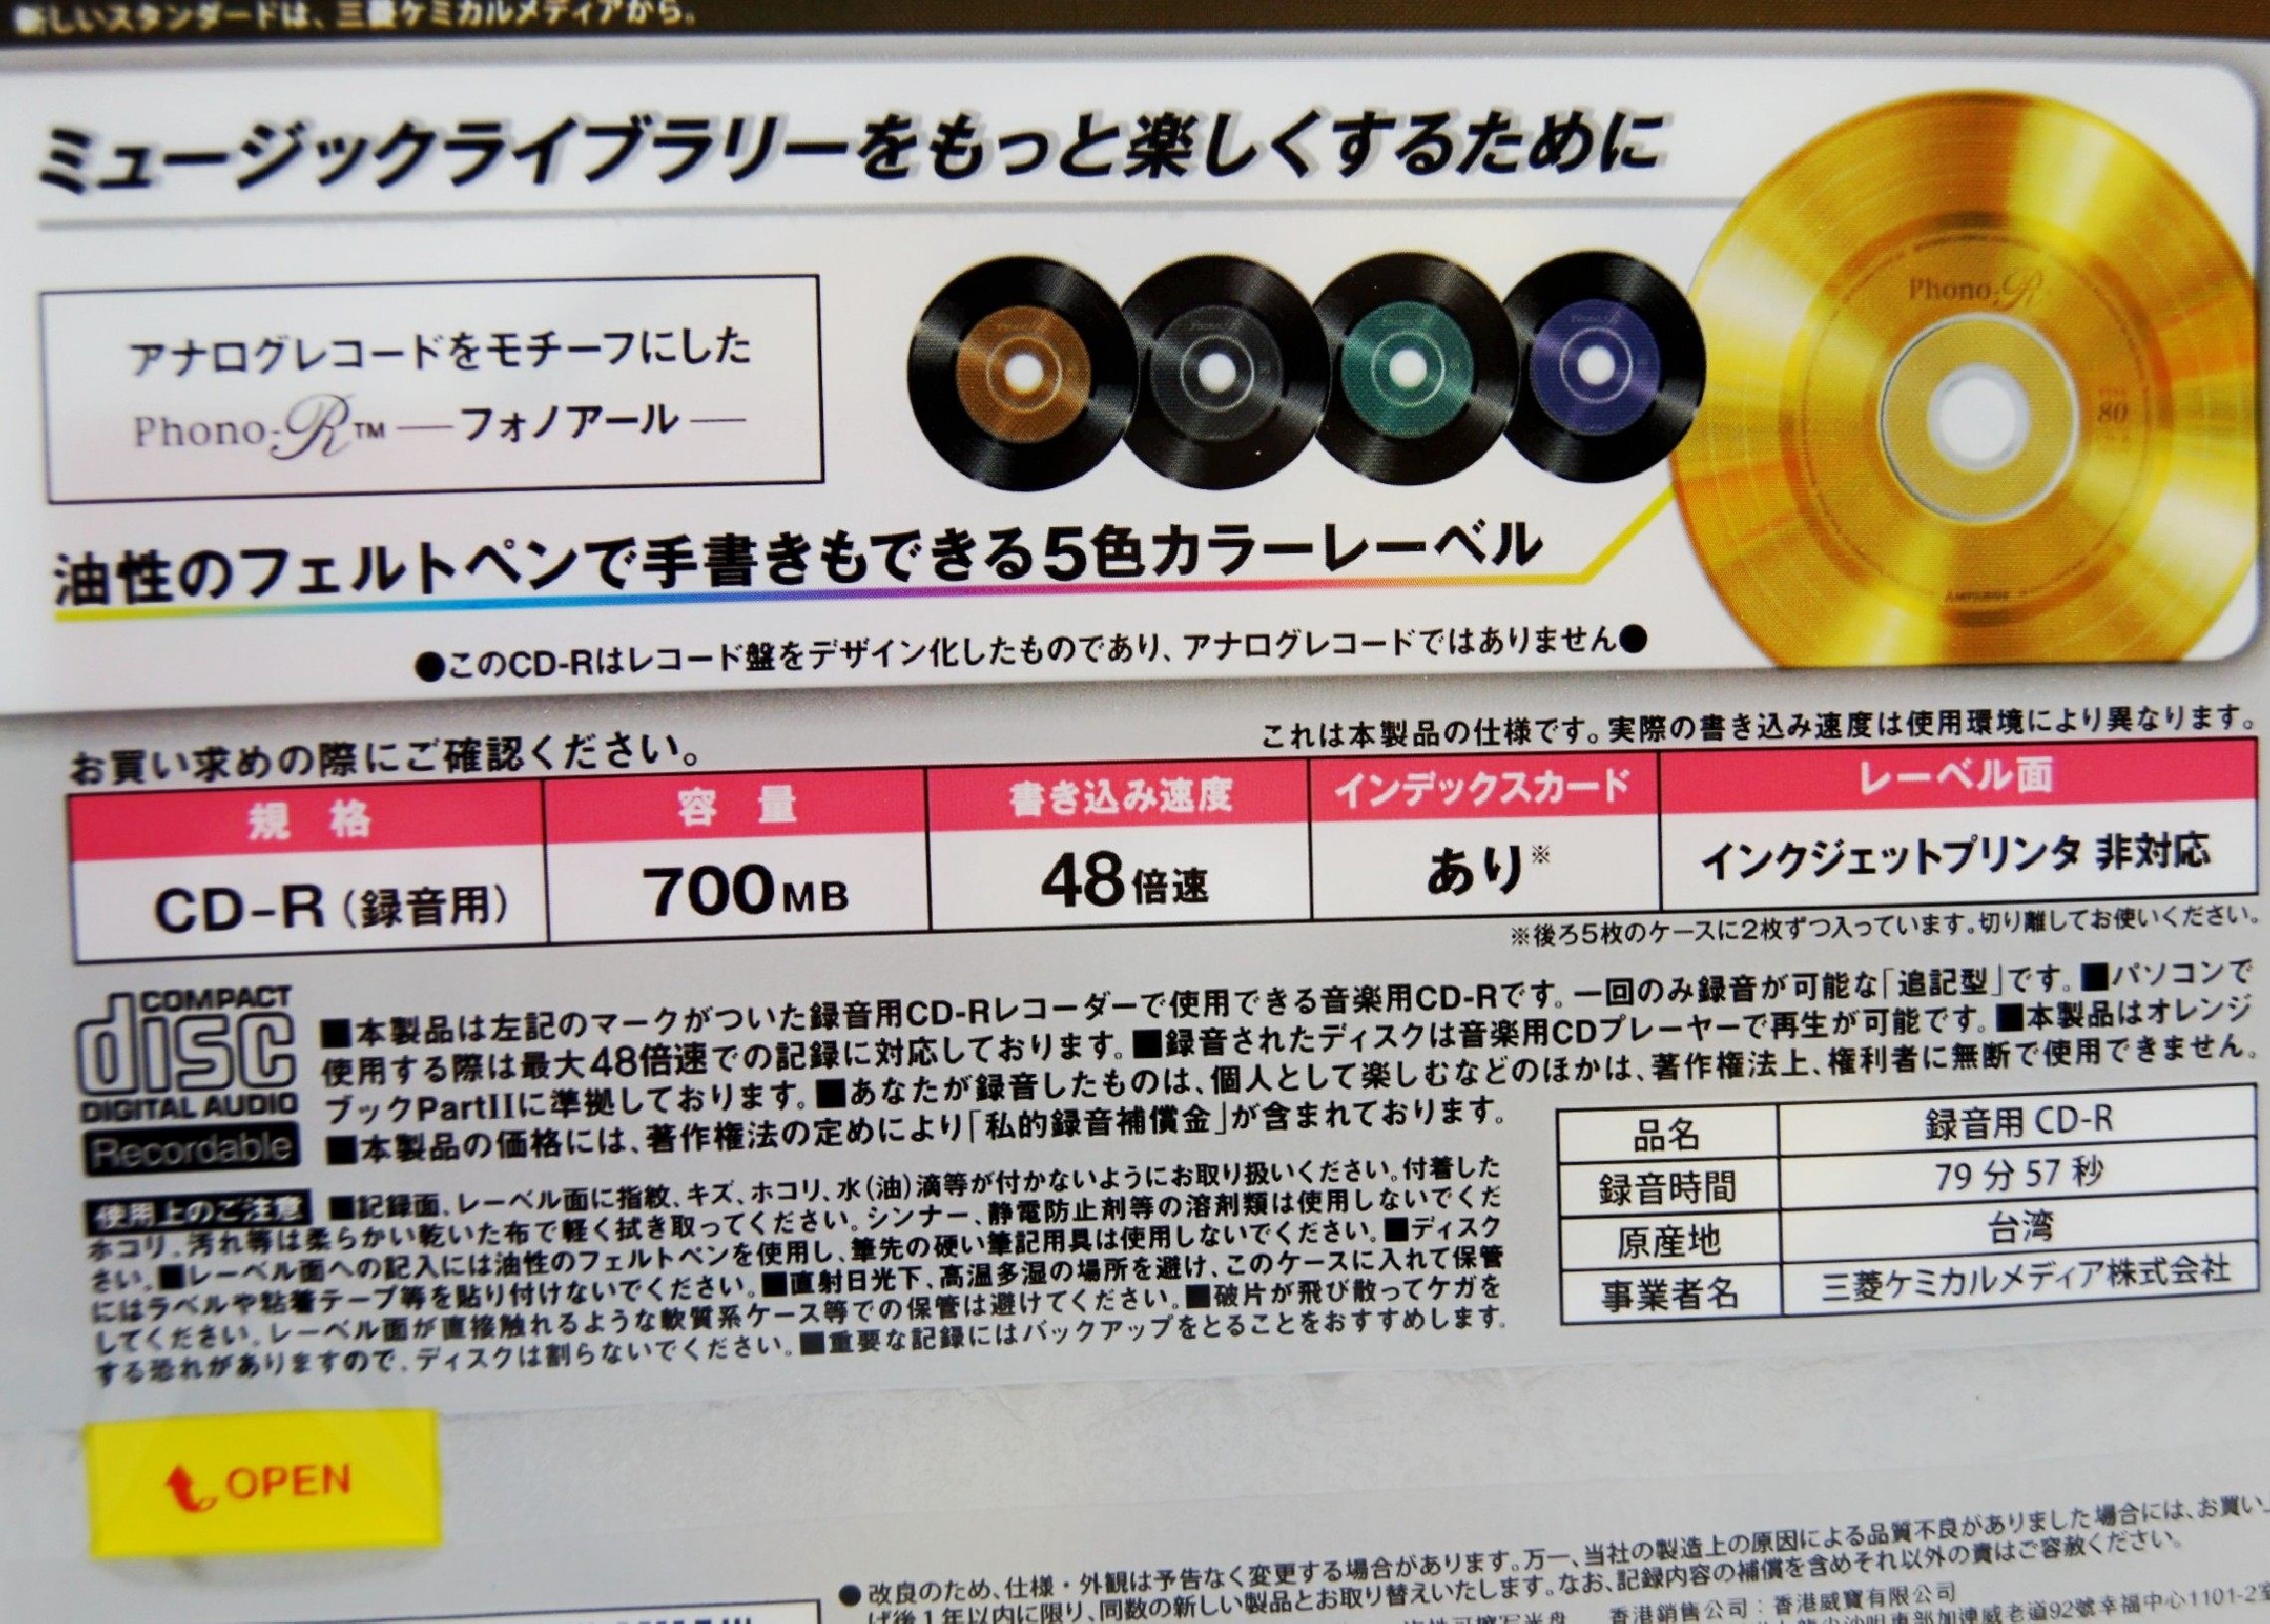 新しいスタンダードは、三菱ケミカルメディアから。
ミュージックライブラリーをもっと楽しくするために
アナログレコードをモチーフにした
Phono-R™ ―フォノアール―
Phono-R
80
油性のフェルトペンで手書きもできる5色カラーレーベル
●このCD-Rはレコード盤をデザイン化したものであり、アナログレコードではありません●
お買い求めの際にご確認ください。
これは本製品の仕様です。実際の書き込み速度は使用環境により異なります。
規 格 容 量 書き込み速度 インデックスカード レーベル面
CD-R(録音用) 700MB 48倍速 あり※ インクジェットプリンタ 非対応
※後ろ5枚のケースに2枚ずつ入っています。切り離してお使いください。
COMPACT
disc
DIGITAL AUDIO
Recordable
■本製品は左記のマークがついた録音用CD-Rレコーダーで使用できる音楽用CD-Rです。一回のみ録音が可能な「追記型」です。■パソコンで
使用する際は最大48倍速での記録に対応しております。■録音されたディスクは音楽用CDプレーヤーで再生が可能です。■本製品はオレンジ
ブックPartIIに準拠しております。■あなたが録音したものは、個人として楽しむなどのほかは、著作権法上、権利者に無断で使用できません。
■本製品の価格には、著作権法の定めにより「私的録音補償金」が含まれております。
使用上のご注意 ■記録面、レーベル面に指紋、キズ、ホコリ、水(油)滴等が付かないようにお取り扱いください。付着した
ホコリ、汚れ等は柔らかい乾いた布で軽く拭き取ってください。シンナー、静電防止剤等の溶剤類は使用しないでくだ
さい。■レーベル面への記入には油性のフェルトペンを使用し、筆先の硬い筆記用具は使用しないでください。■ディスク
にはラベルや粘着テープ等を貼り付けないでください。■直射日光下、高温多湿の場所を避け、このケースに入れて保管
してください。レーベル面が直接触れるような軟質系ケース等での保管は避けてください。■破片が飛び散ってケガを
する恐れがありますので、ディスクは割らないでください。■重要な記録にはバックアップをとることをおすすめします。
品名 録音用 CD-R
録音時間 79 分 57 秒
原産地 台湾
事業者名 三菱ケミカルメディア株式会社
OPEN
●改良のため、仕様・外観は予告なく変更する場合があります。万一、当社の製造上の原因による品質不良がありました場合には、お買い上
げ後1年以内に限り、同数の新しい製品とお取り替えいたします。なお、記録内容の補償を含めそれ以外の責はご容赦ください。
香港銷售公司：香港威寶有限公司
東部加連威老道92號幸福中心1101-2室